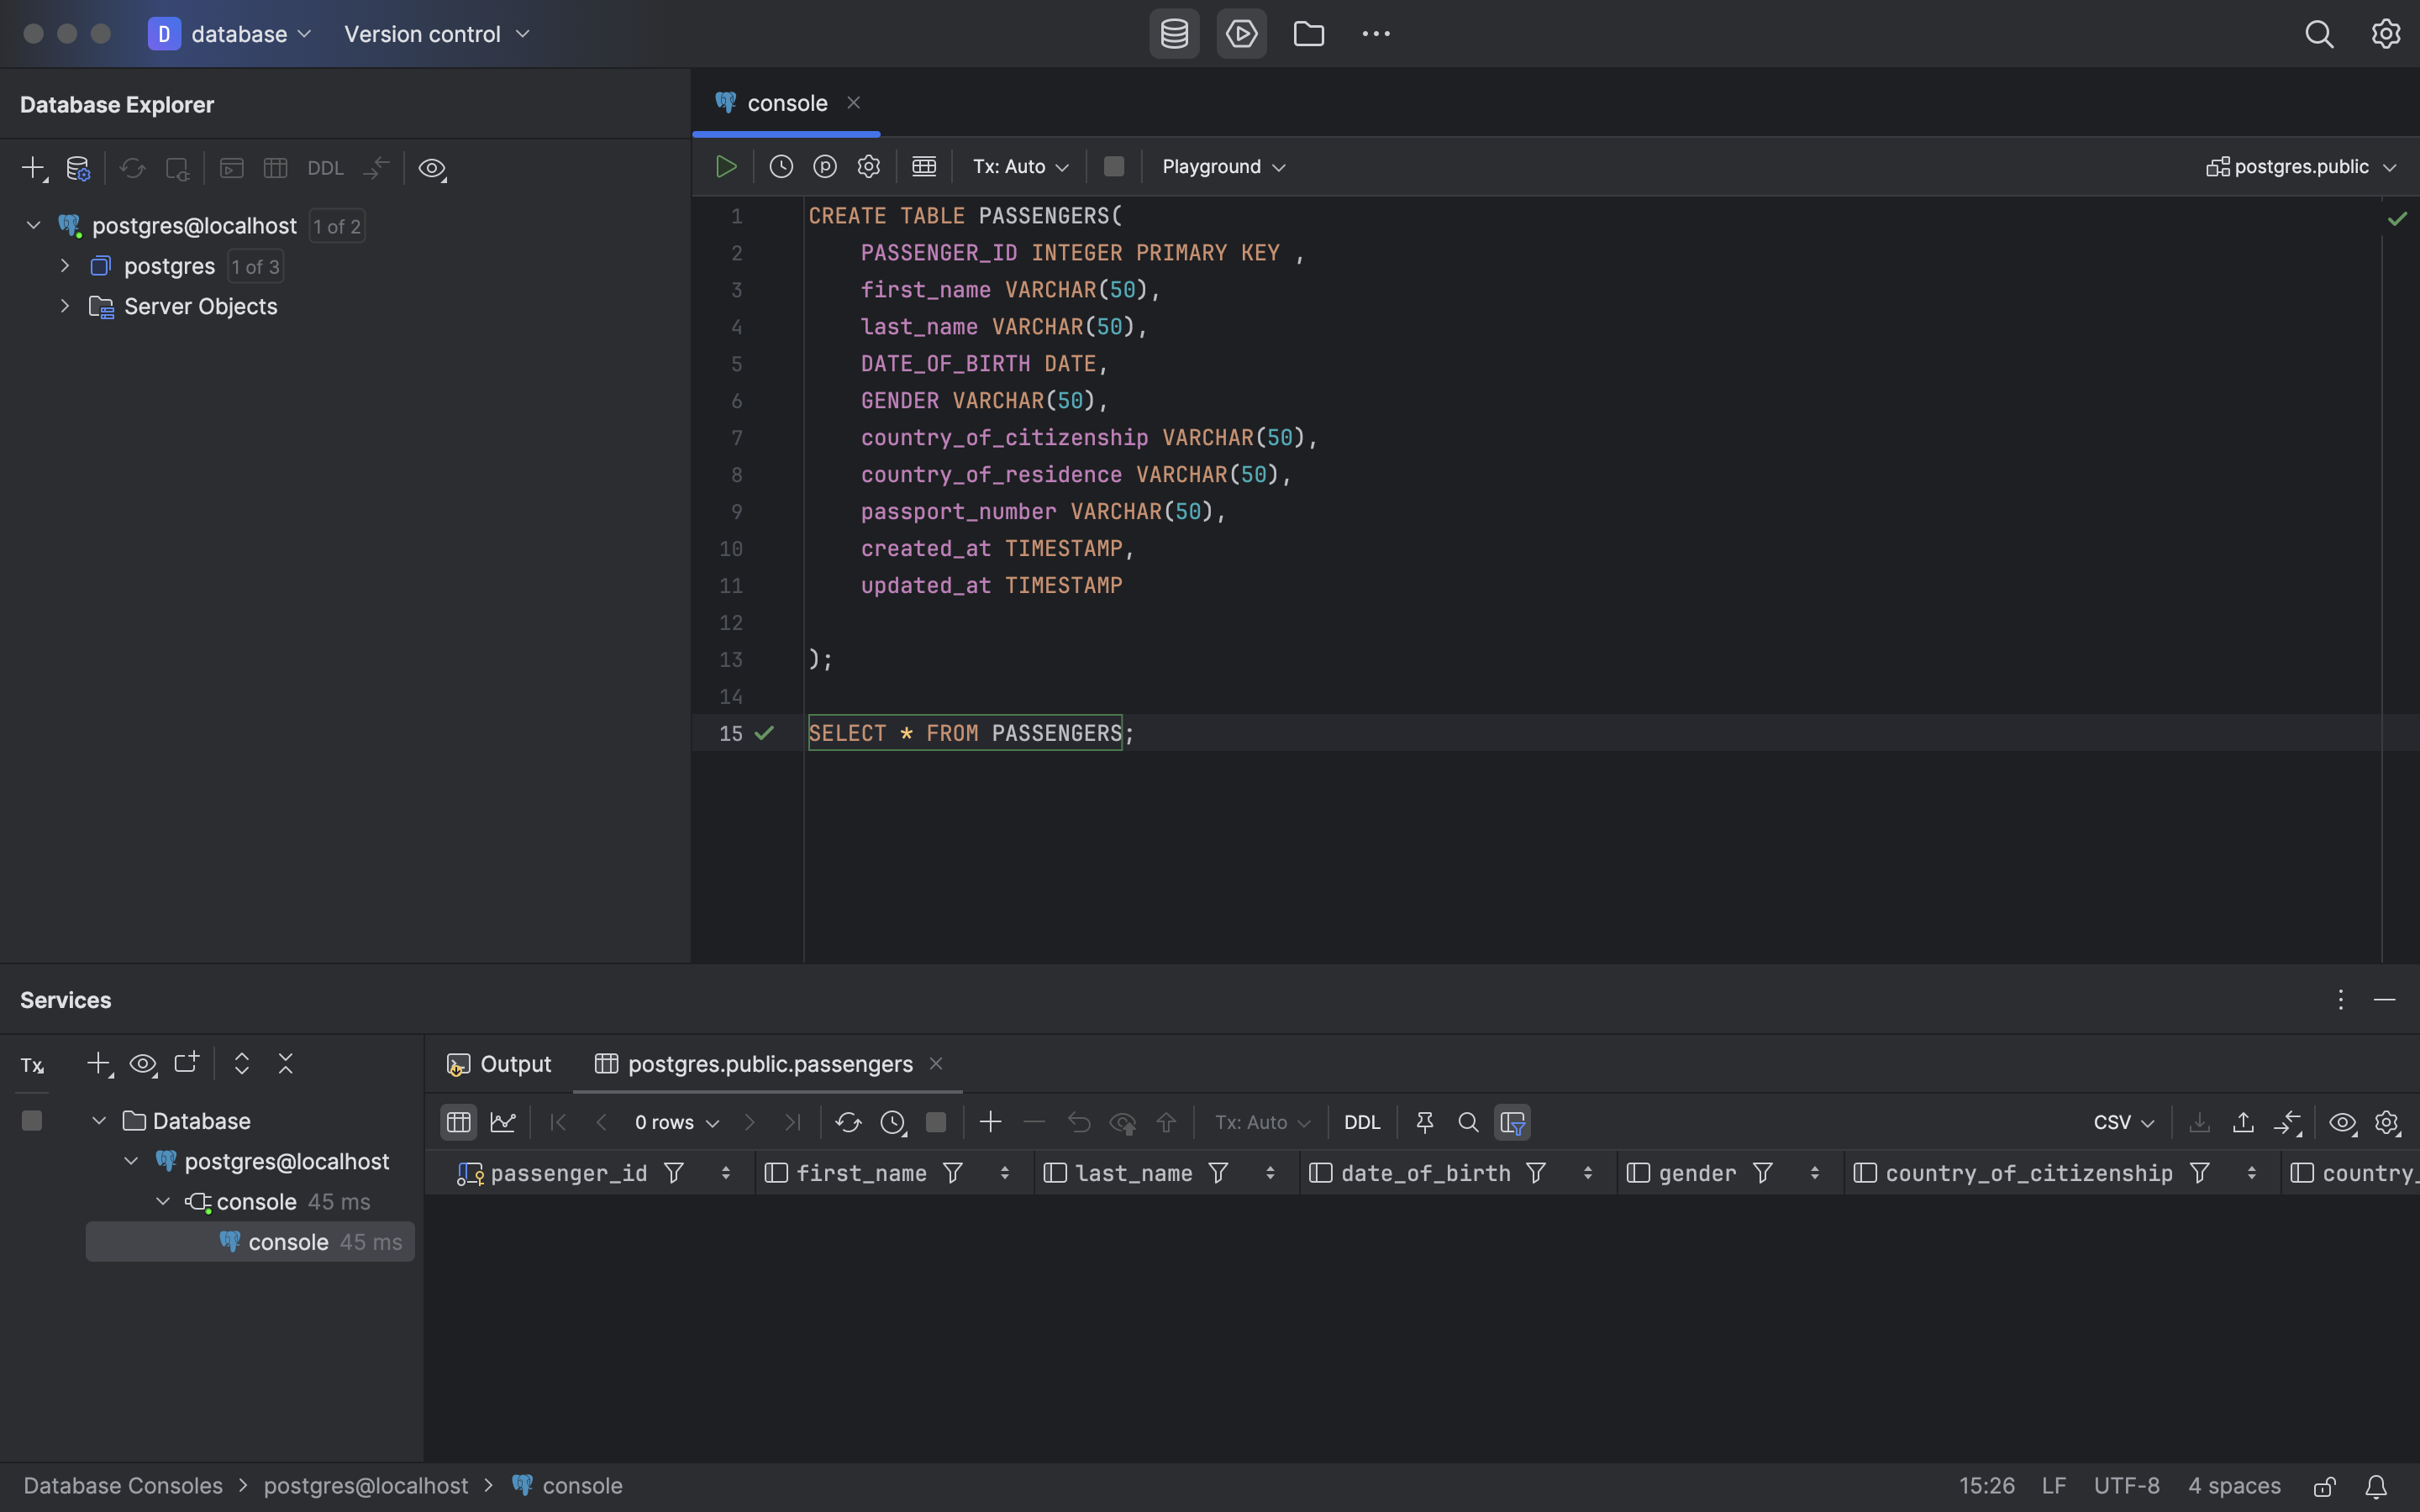 D database Version control
Database Explorer
DDL
postgres@localhost 1 of 2
postgres 1 of 3
Server Objects
console
Tx: Auto Playground postgres.public
1 CREATE TABLE PASSENGERS(
2 PASSENGER_ID INTEGER PRIMARY KEY ,
3 first_name VARCHAR(50),
4 last_name VARCHAR(50),
5 DATE_OF_BIRTH DATE,
6 GENDER VARCHAR(50),
7 country_of_citizenship VARCHAR(50),
8 country_of_residence VARCHAR(50),
9 passport_number VARCHAR(50),
10 created_at TIMESTAMP,
11 updated_at TIMESTAMP
12
13 );
14
15 SELECT * FROM PASSENGERS;
Services
Tx
Database
postgres@localhost
console 45 ms
console 45 ms
Output postgres.public.passengers
0 rows Tx: Auto DDL CSV
passenger_id first_name last_name date_of_birth gender country_of_citizenship country_
Database Consoles > postgres@localhost > console 15:26 LF UTF-8 4 spaces